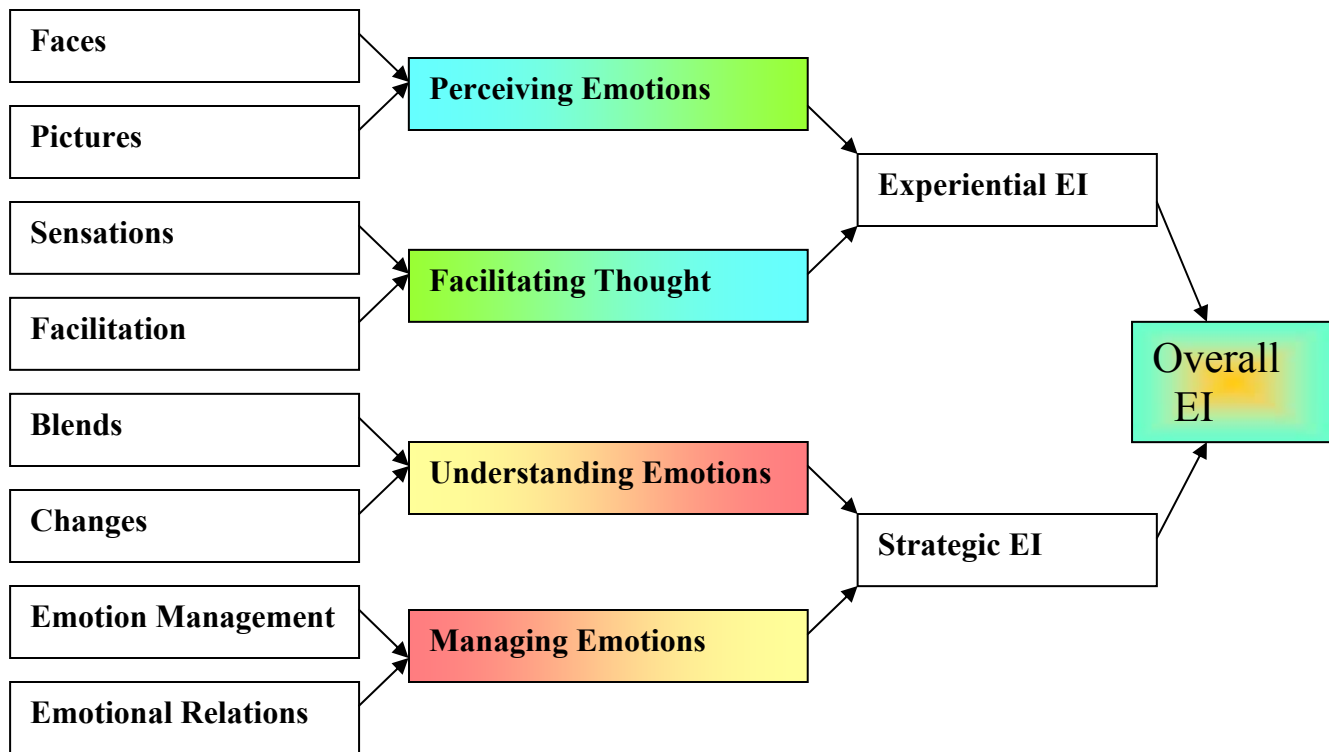 Faces
Pictures
Sensations
Facilitation
Blends
Changes
Emotion Management
Emotional Relations
Perceiving Emotions
Facilitating Thought
Understanding Emotions
Managing Emotions
Experiential EI
Strategic EI
Overall
EI